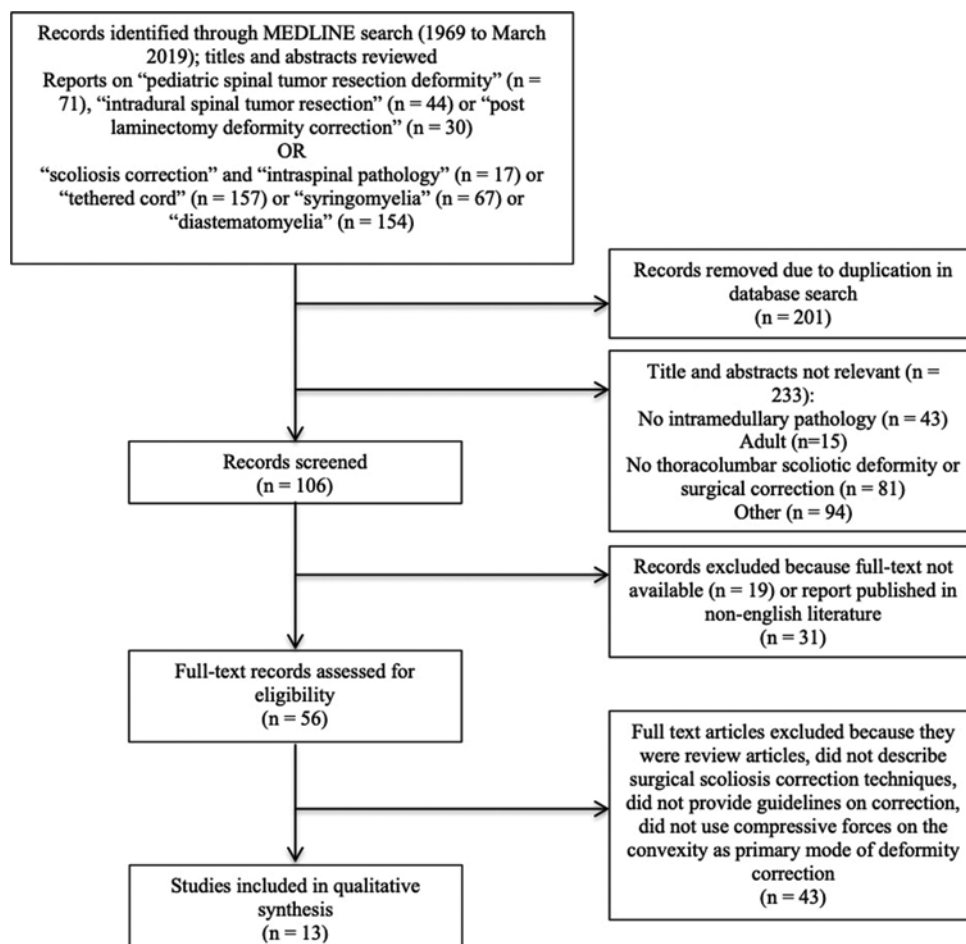 Records identified through MEDLINE search (1969 to March
2019); titles and abstracts reviewed
Reports on “pediatric spinal tumor resection deformity” (n =
71), “intradural spinal tumor resection” (n = 44) or “post
laminectomy deformity correction” (n = 30)
OR
“scoliosis correction” and “intraspinal pathology” (n = 17) or
“tethered cord” (n = 157) or “syringomyelia” (n = 67) or
“diastematomyelia” (n = 154)
Records removed due to duplication in
database search
(n = 201)
Title and abstracts not relevant (n =
233):
No intramedullary pathology (n = 43)
Adult (n=15)
No thoracolumbar scoliotic deformity or
surgical correction (n = 81)
Other (n = 94)
Records screened
(n = 106)
Records excluded because full-text not
available (n = 19) or report published in
non-english literature
(n = 31)
Full-text records assessed for
eligibility
(n = 56)
Full text articles excluded because they
were review articles, did not describe
surgical scoliosis correction techniques,
did not provide guidelines on correction,
did not use compressive forces on the
convexity as primary mode of deformity
correction
(n = 43)
Studies included in qualitative
synthesis
(n = 13)